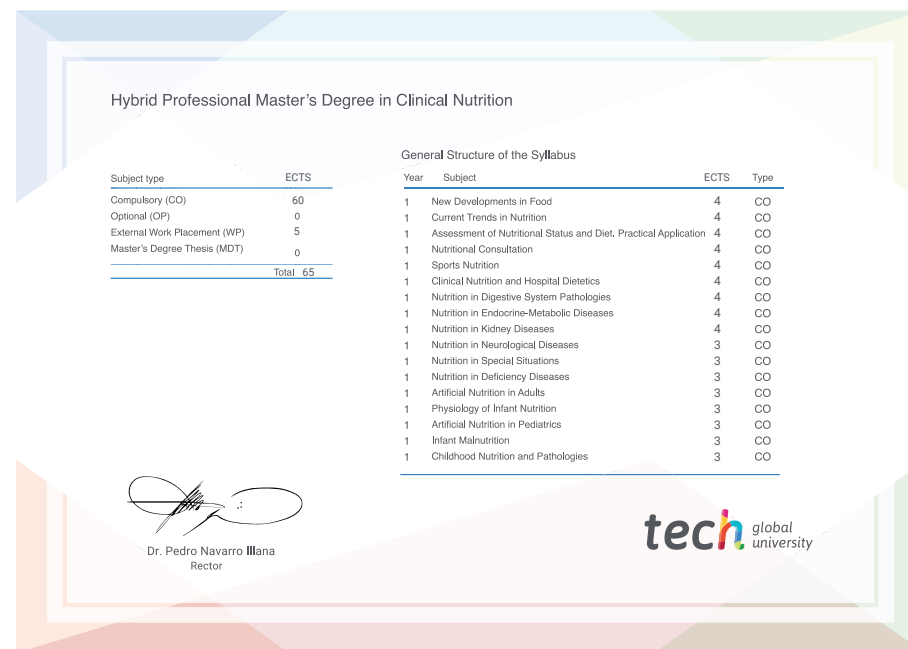 Hybrid Professional Master's Degree in Clinical Nutrition
Subject type ECTS
Compulsory (CO) 60
Optional (OP) 0
External Work Placement (WP) 5
Master's Degree Thesis (MDT) 0
Total 65
General Structure of the Syllabus
Year Subject ECTS Type
1 New Developments in Food 4 CO
1 Current Trends in Nutrition 4 CO
1 Assessment of Nutritional Status and Diet. Practical Application 4 CO
1 Nutritional Consultation 4 CO
1 Sports Nutrition 4 CO
1 Clinical Nutrition and Hospital Dietetics 4 CO
1 Nutrition in Digestive System Pathologies 4 CO
1 Nutrition in Endocrine-Metabolic Diseases 4 CO
1 Nutrition in Kidney Diseases 4 CO
1 Nutrition in Neurological Diseases 3 CO
1 Nutrition in Special Situations 3 CO
1 Nutrition in Deficiency Diseases 3 CO
1 Artificial Nutrition in Adults 3 CO
1 Physiology of Infant Nutrition 3 CO
1 Artificial Nutrition in Pediatrics 3 CO
1 Infant Malnutrition 3 CO
1 Childhood Nutrition and Pathologies 3 CO
Dr. Pedro Navarro Illana
Rector
tech global
university